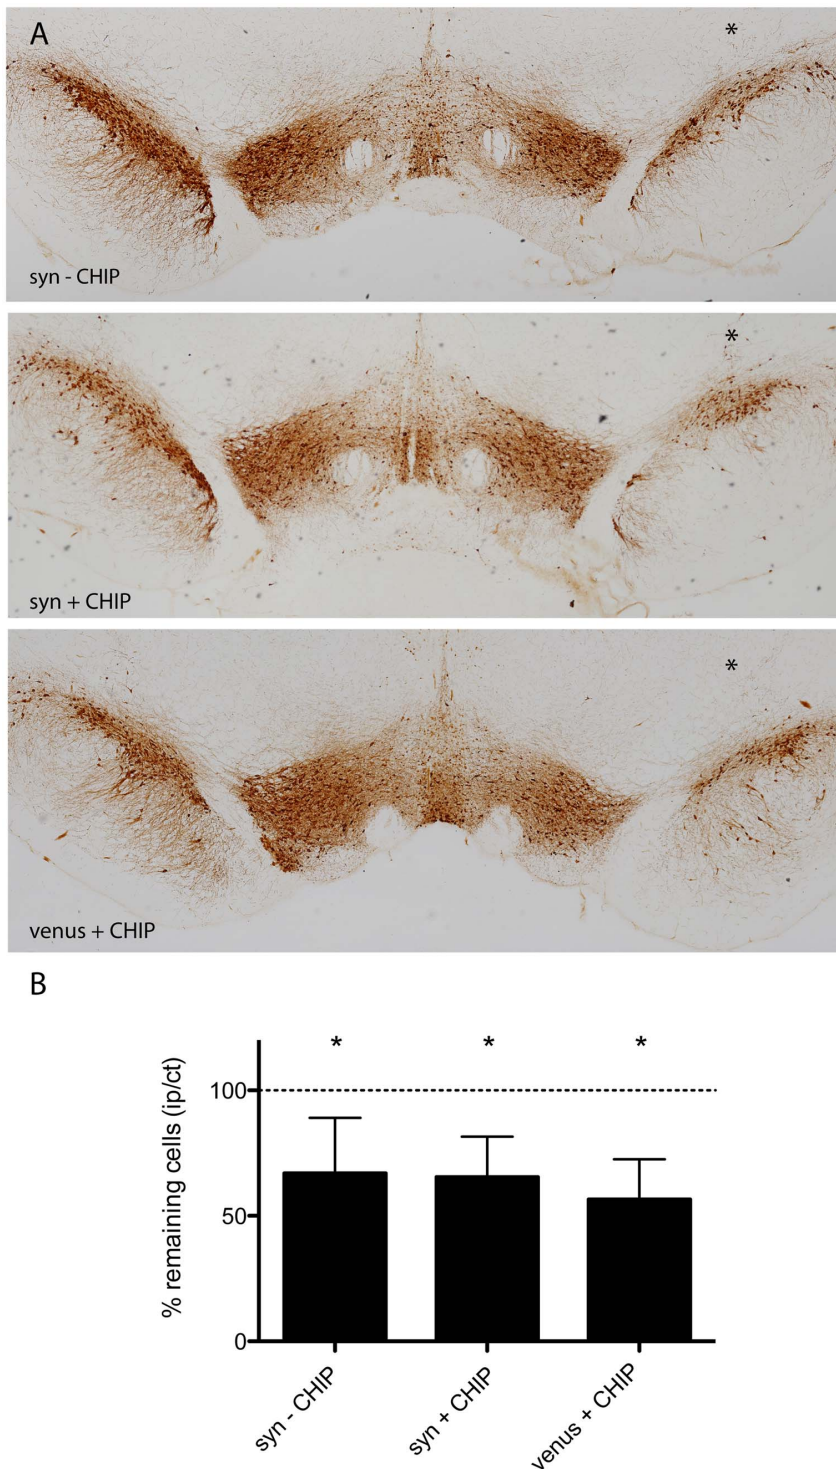 A
*
syn - CHIP
*
syn + CHIP
*
venus + CHIP
B
* * *
% remaining cells (ip/ct)
100
50
0
syn - CHIP
syn + CHIP
venus + CHIP